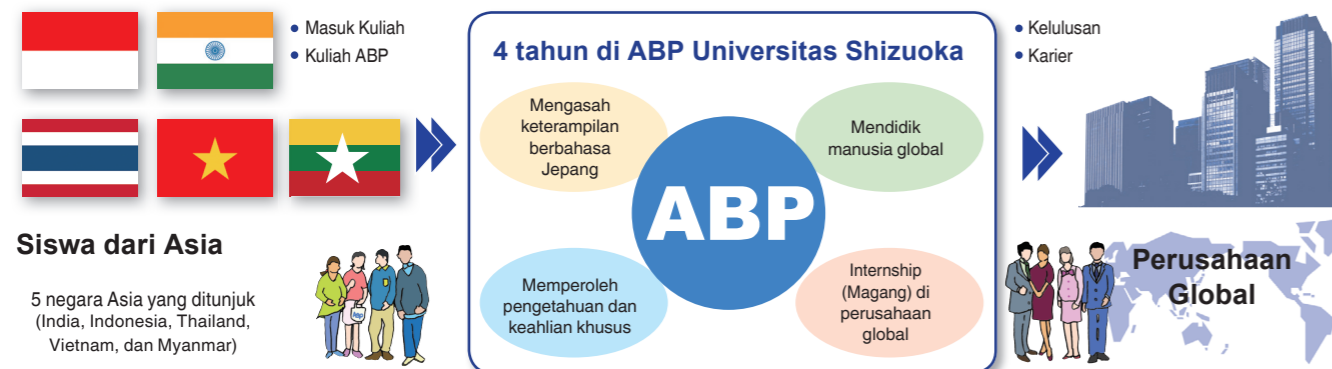 • Masuk Kuliah
• Kuliah ABP
Siswa dari Asia
5 negara Asia yang ditunjuk
(India, Indonesia, Thailand,
Vietnam, dan Myanmar)
ABP
4 tahun di ABP Universitas Shizuoka
Mengasah
keterampilan
berbahasa
Jepang
Mendidik
manusia global
ABP
Memperoleh
pengetahuan dan
keahlian khusus
Internship
(Magang) di
perusahaan
global
• Kelulusan
• Karier
Perusahaan
Global